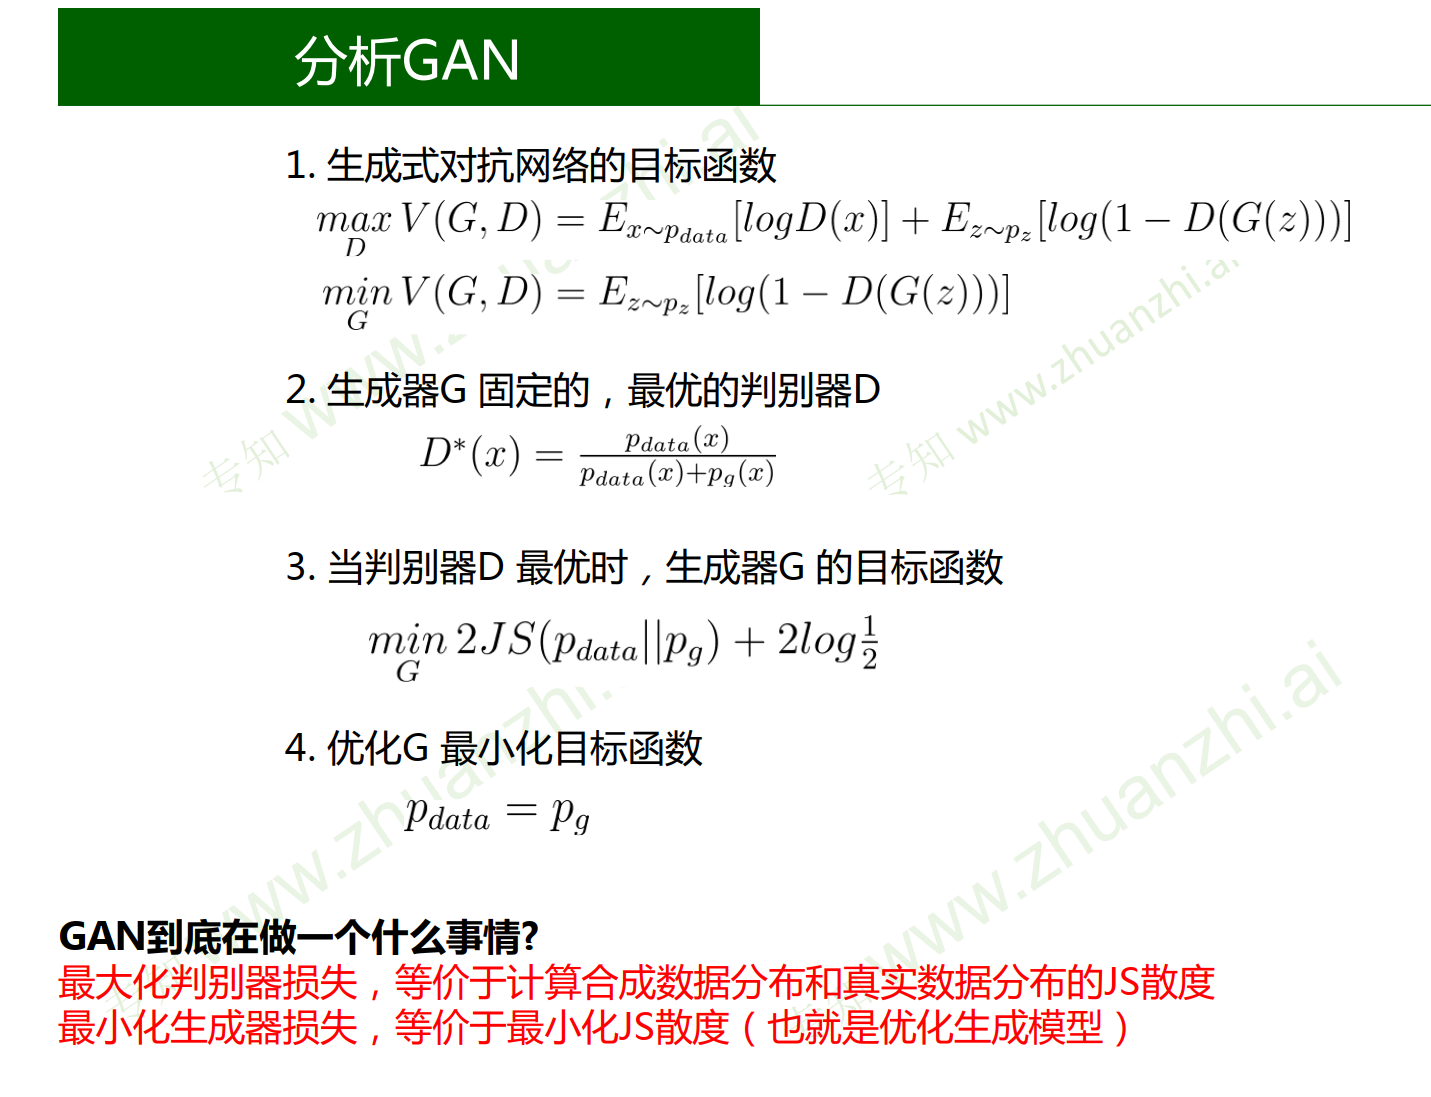 分析GAN
1. 生成式对抗网络的目标函数
max_D V(G, D) = E_{x∼p_{data}}[logD(x)] + E_{z∼p_z}[log(1 − D(G(z)))]
min_G V(G, D) = E_{z∼p_z}[log(1 − D(G(z)))]
2. 生成器G 固定的，最优的判别器D
D*(x) = \frac{p_{data}(x)}{p_{data}(x)+p_g(x)}
3. 当判别器D 最优时，生成器G 的目标函数
min_G 2JS(p_{data}||p_g) + 2log\frac{1}{2}
4. 优化G 最小化目标函数
p_{data} = p_g
GAN到底在做一个什么事情?
最大化判别器损失，等价于计算合成数据分布和真实数据分布的JS散度
最小化生成器损失，等价于最小化JS散度（也就是优化生成模型）
专知 www.zhuanzhi.ai
专知 www.zhuanzhi.ai
专知 www.zhuanzhi.ai
www.zhuanzhi.ai